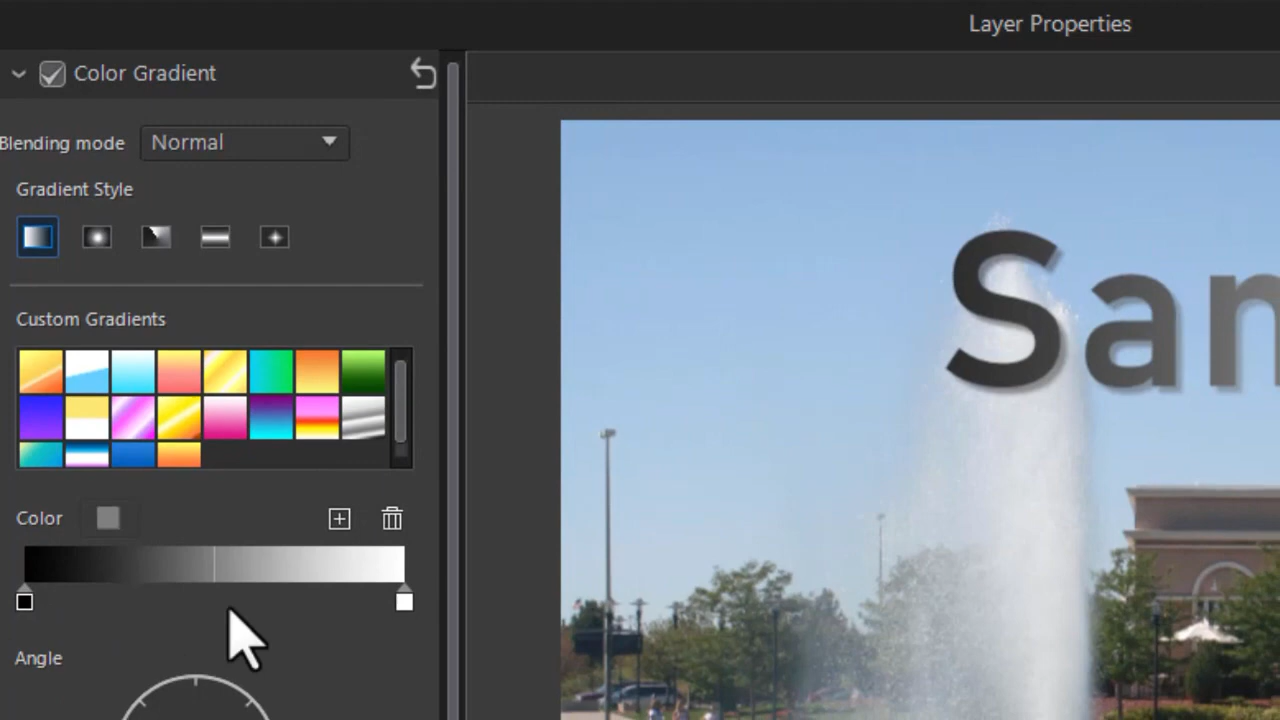 Layer Properties
Color Gradient
Blending mode Normal
Gradient Style
Custom Gradients
Color
Angle
San